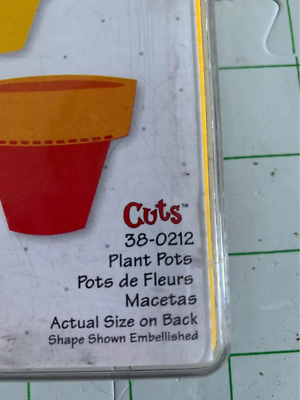 Cuts™
38-0212
Plant Pots
Pots de Fleurs
Macetas
Actual Size on Back
Shape Shown Embellished